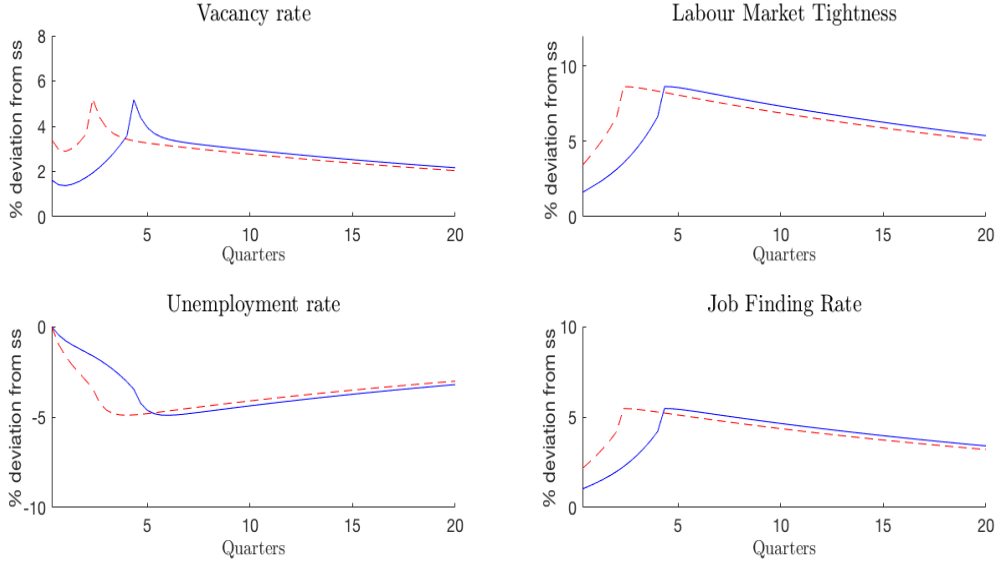 Vacancy rate
% deviation from ss
8
6
4
2
0
5
10
15
20
Quarters
Labour Market Tightness
% deviation from ss
10
5
0
5
10
15
20
Quarters
Unemployment rate
% deviation from ss
0
-5
-10
5
10
15
20
Quarters
Job Finding Rate
% deviation from ss
10
5
0
5
10
15
20
Quarters